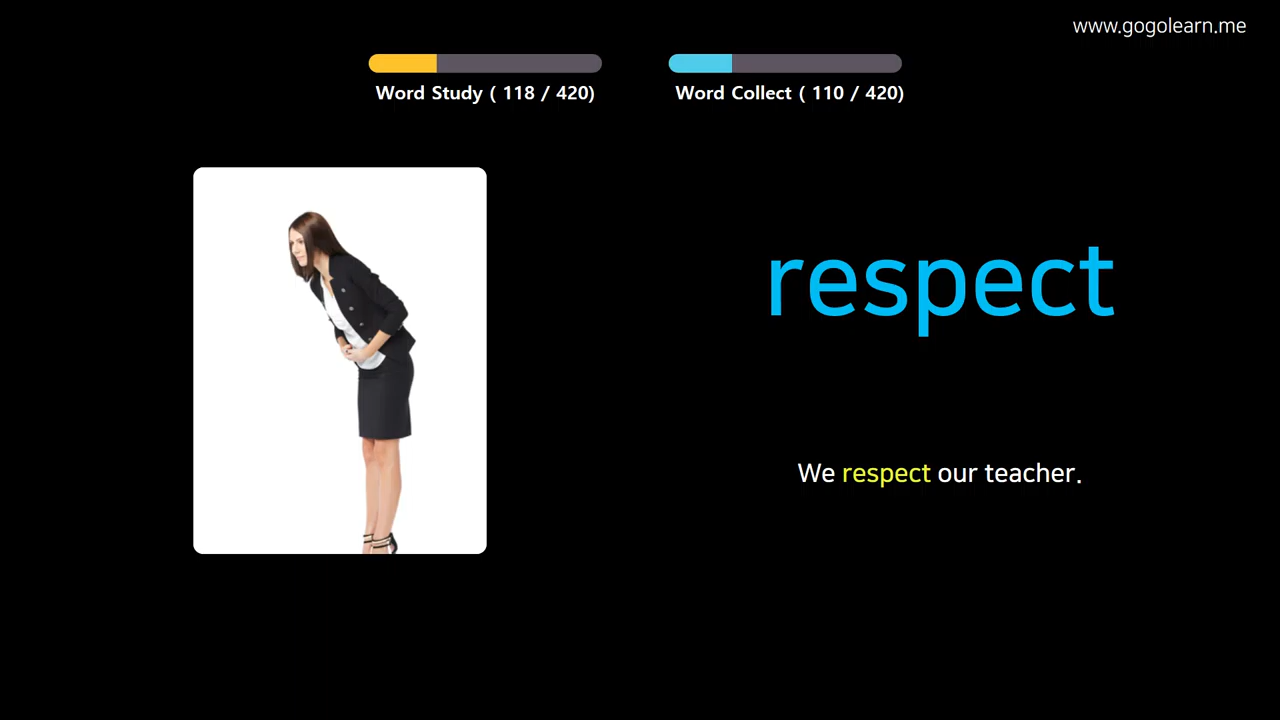 www.gogolearn.me
Word Study ( 118 / 420)
Word Collect ( 110 / 420)
respect
We respect our teacher.